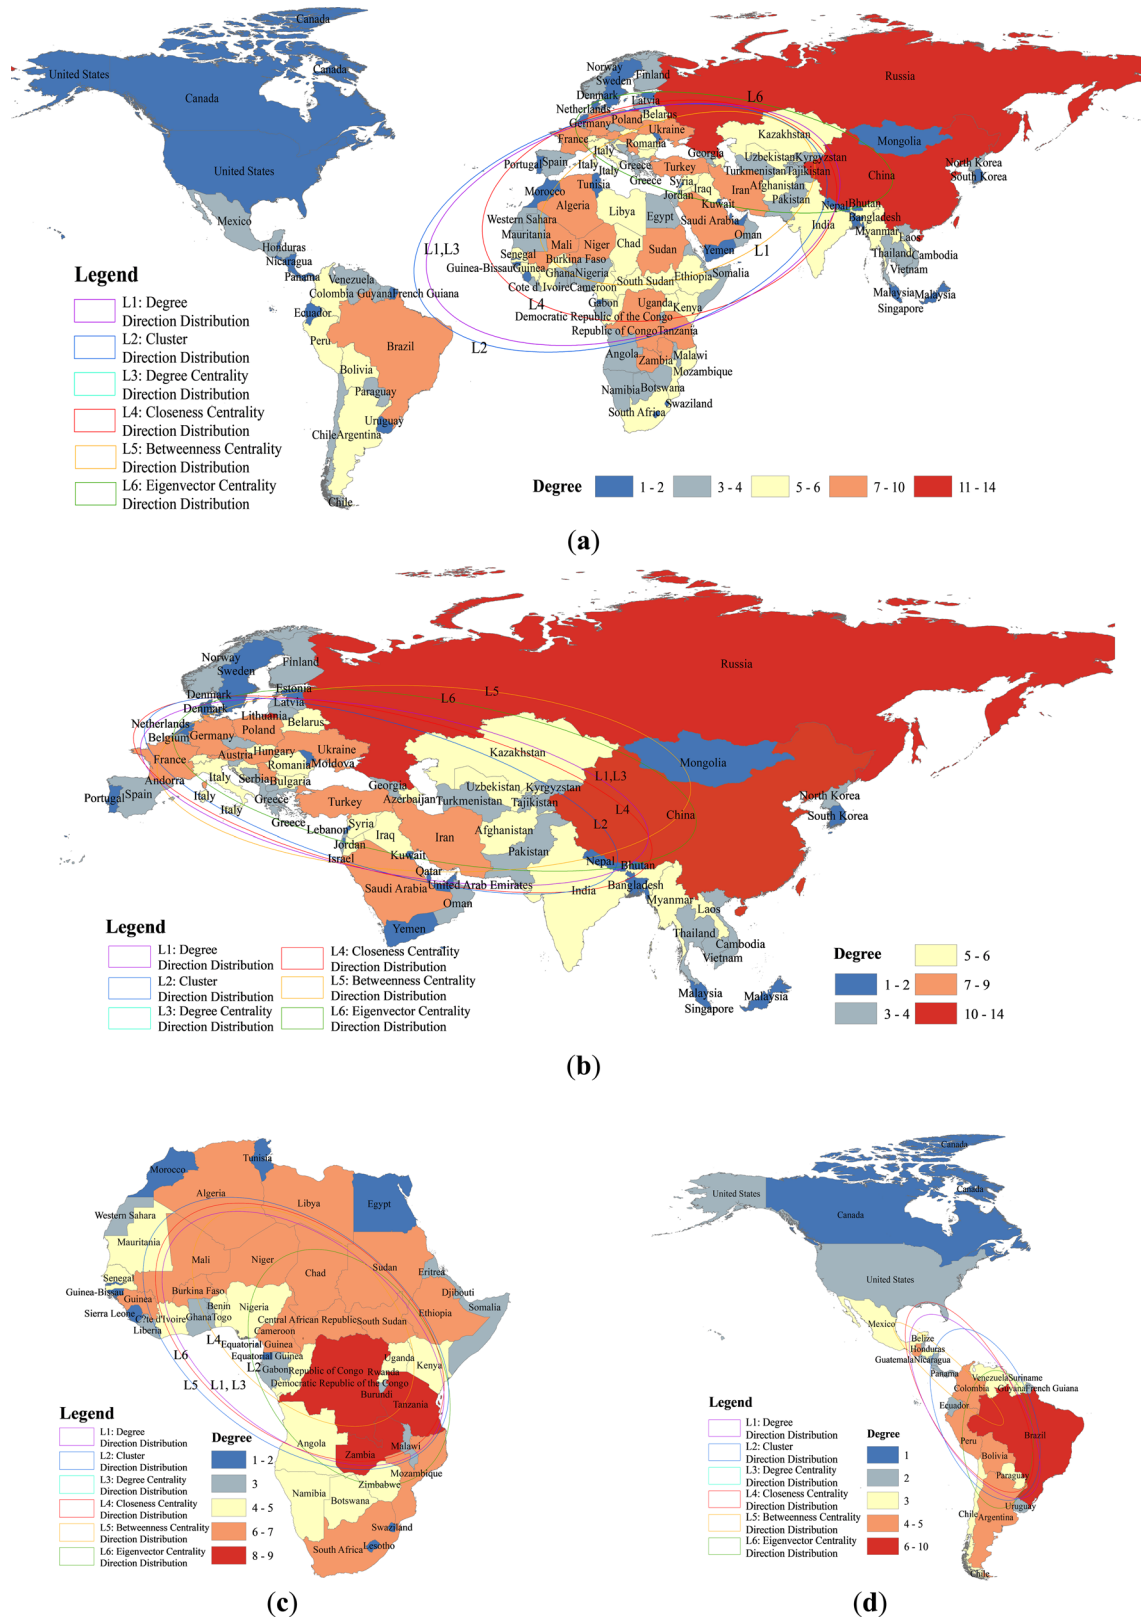 Canada
United States
Canada
Canada
United States
Mexico
Honduras
Nicaragua
Panama
Venezuela
Colombia
Guyana
French Guiana
Ecuador
Peru
Brazil
Bolivia
Paraguay
Uruguay
Chile
Argentina
Chile
Norway
Finland
Sweden
Denmark
Latvia
Netherlands
Belarus
Germany
Poland
Ukraine
France
Romania
Italy
Georgia
Portugal
Spain
Italy
Italy
Greece
Greece
Turkey
Russia
L6
Kazakhstan
Mongolia
Uzbekistan
Kyrgyzstan
Turkmenistan
Tajikistan
North Korea
South Korea
China
Syria
Iraq
Iran
Afghanistan
Jordan
Kuwait
Pakistan
Nepal
Bhutan
Bangladesh
India
Myanmar
Laos
Thailand
Cambodia
Vietnam
Malaysia
Malaysia
Singapore
Morocco
Tunisia
Algeria
Libya
Egypt
Saudi Arabia
Oman
Yemen
Western Sahara
Mauritania
Mali
Niger
Chad
Sudan
Senegal
Burkina Faso
Guinea-Bissau
Guinea
Ghana
Nigeria
South Sudan
Ethiopia
Somalia
Cote d'Ivoire
Cameroon
Gabon
Uganda
Kenya
Democratic Republic of the Congo
Republic of Congo
Tanzania
Angola
Zambia
Malawi
Mozambique
Namibia
Botswana
South Africa
Swaziland
L1,L3
L1
L4
L2
Legend
L1: Degree
Direction Distribution
L2: Cluster
Direction Distribution
L3: Degree Centrality
Direction Distribution
L4: Closeness Centrality
Direction Distribution
L5: Betweenness Centrality
Direction Distribution
L6: Eigenvector Centrality
Direction Distribution
Degree
1 - 2
3 - 4
5 - 6
7 - 10
11 - 14
(a)
Norway
Finland
Sweden
Denmark
Estonia
Denmark
Latvia
Lithuania
Netherlands
Belarus
Belgium
Germany
Poland
France
Austria
Hungary
Ukraine
Romania
Moldova
Andorra
Italy
Serbia
Bulgaria
Portugal
Spain
Italy
Italy
Greece
Greece
Georgia
Azerbaijan
Turkey
Lebanon
Syria
Jordan
Iraq
Israel
Kuwait
Iran
Qatar
Saudi Arabia
United Arab Emirates
Oman
Yemen
Russia
L5
L6
Kazakhstan
Mongolia
L1,L3
L4
L2
Uzbekistan
Kyrgyzstan
Turkmenistan
Tajikistan
China
Afghanistan
Pakistan
North Korea
South Korea
Nepal
Bhutan
India
Bangladesh
Myanmar
Laos
Thailand
Cambodia
Vietnam
Malaysia
Malaysia
Singapore
Legend
L1: Degree
Direction Distribution
L2: Cluster
Direction Distribution
L3: Degree Centrality
Direction Distribution
L4: Closeness Centrality
Direction Distribution
L5: Betweenness Centrality
Direction Distribution
L6: Eigenvector Centrality
Direction Distribution
Degree
1 - 2
3 - 4
5 - 6
7 - 9
10 - 14
(b)
Morocco
Tunisia
Algeria
Libya
Egypt
Western Sahara
Mauritania
Mali
Niger
Chad
Sudan
Eritrea
Djibouti
Somalia
Senegal
Guinea-Bissau
Guinea
Burkina Faso
Sierra Leone
C?te d'Ivoire
Liberia
Ghana
Benin
Togo
Nigeria
Ethiopia
Central African Republic
South Sudan
Cameroon
Equatorial Guinea
Equatorial Guinea
Gabon
Republic of Congo
Democratic Republic of the Congo
Uganda
Rwanda
Burundi
Kenya
Tanzania
Angola
Zambia
Malawi
Mozambique
Zimbabwe
Namibia
Botswana
Swaziland
Lesotho
South Africa
L4
L6
L2
L5
L1, L3
Legend
L1: Degree
Direction Distribution
L2: Cluster
Direction Distribution
L3: Degree Centrality
Direction Distribution
L4: Closeness Centrality
Direction Distribution
L5: Betweenness Centrality
Direction Distribution
L6: Eigenvector Centrality
Direction Distribution
Degree
1 - 2
3
4 - 5
6 - 7
8 - 9
(c)
Canada
United States
Canada
Canada
United States
Mexico
Belize
Honduras
Guatemala
Nicaragua
Panama
Venezuela
Suriname
Colombia
Guyana
French Guiana
Ecuador
Peru
Brazil
Bolivia
Paraguay
Uruguay
Chile
Argentina
Chile
Legend
L1: Degree
Direction Distribution
L2: Cluster
Direction Distribution
L3: Degree Centrality
Direction Distribution
L4: Closeness Centrality
Direction Distribution
L5: Betweenness Centrality
Direction Distribution
L6: Eigenvector Centrality
Direction Distribution
Degree
1
2
3
4 - 5
6 - 10
(d)